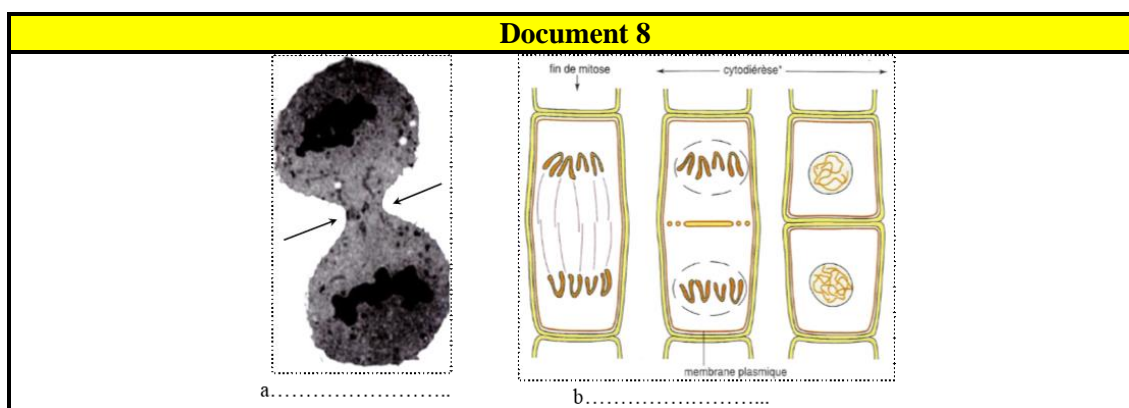 Document 8
fin de mitose
cytodiérèse*
membrane plasmique
a………………………..
b……………………...